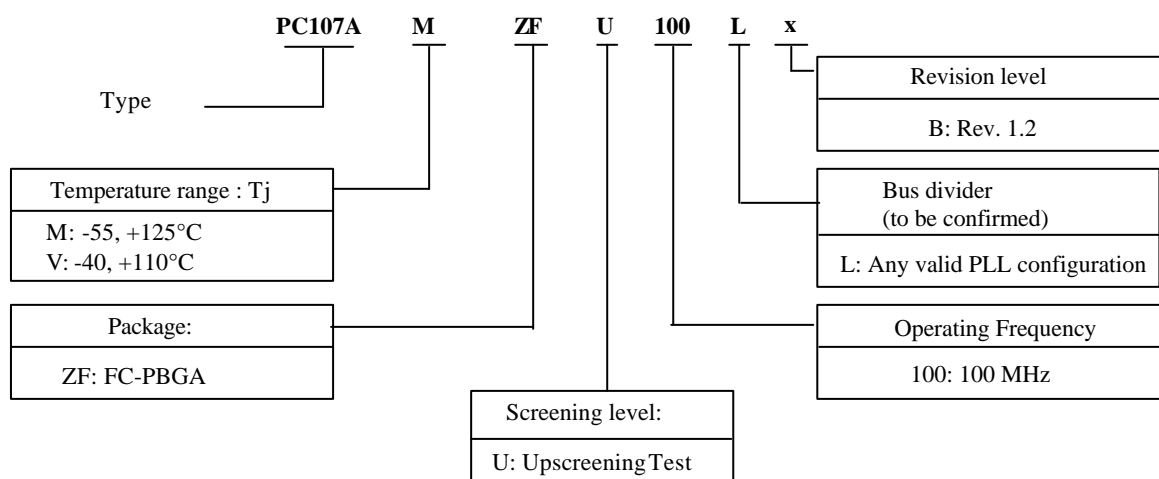 PC107A M ZF U 100 L x
Type
Revision level
B: Rev. 1.2
Temperature range : Tj
M: -55, +125°C
V: -40, +110°C
Bus divider
(to be confirmed)
L: Any valid PLL configuration
Package:
ZF: FC-PBGA
Operating Frequency
100: 100 MHz
Screening level:
U: Upscreening Test